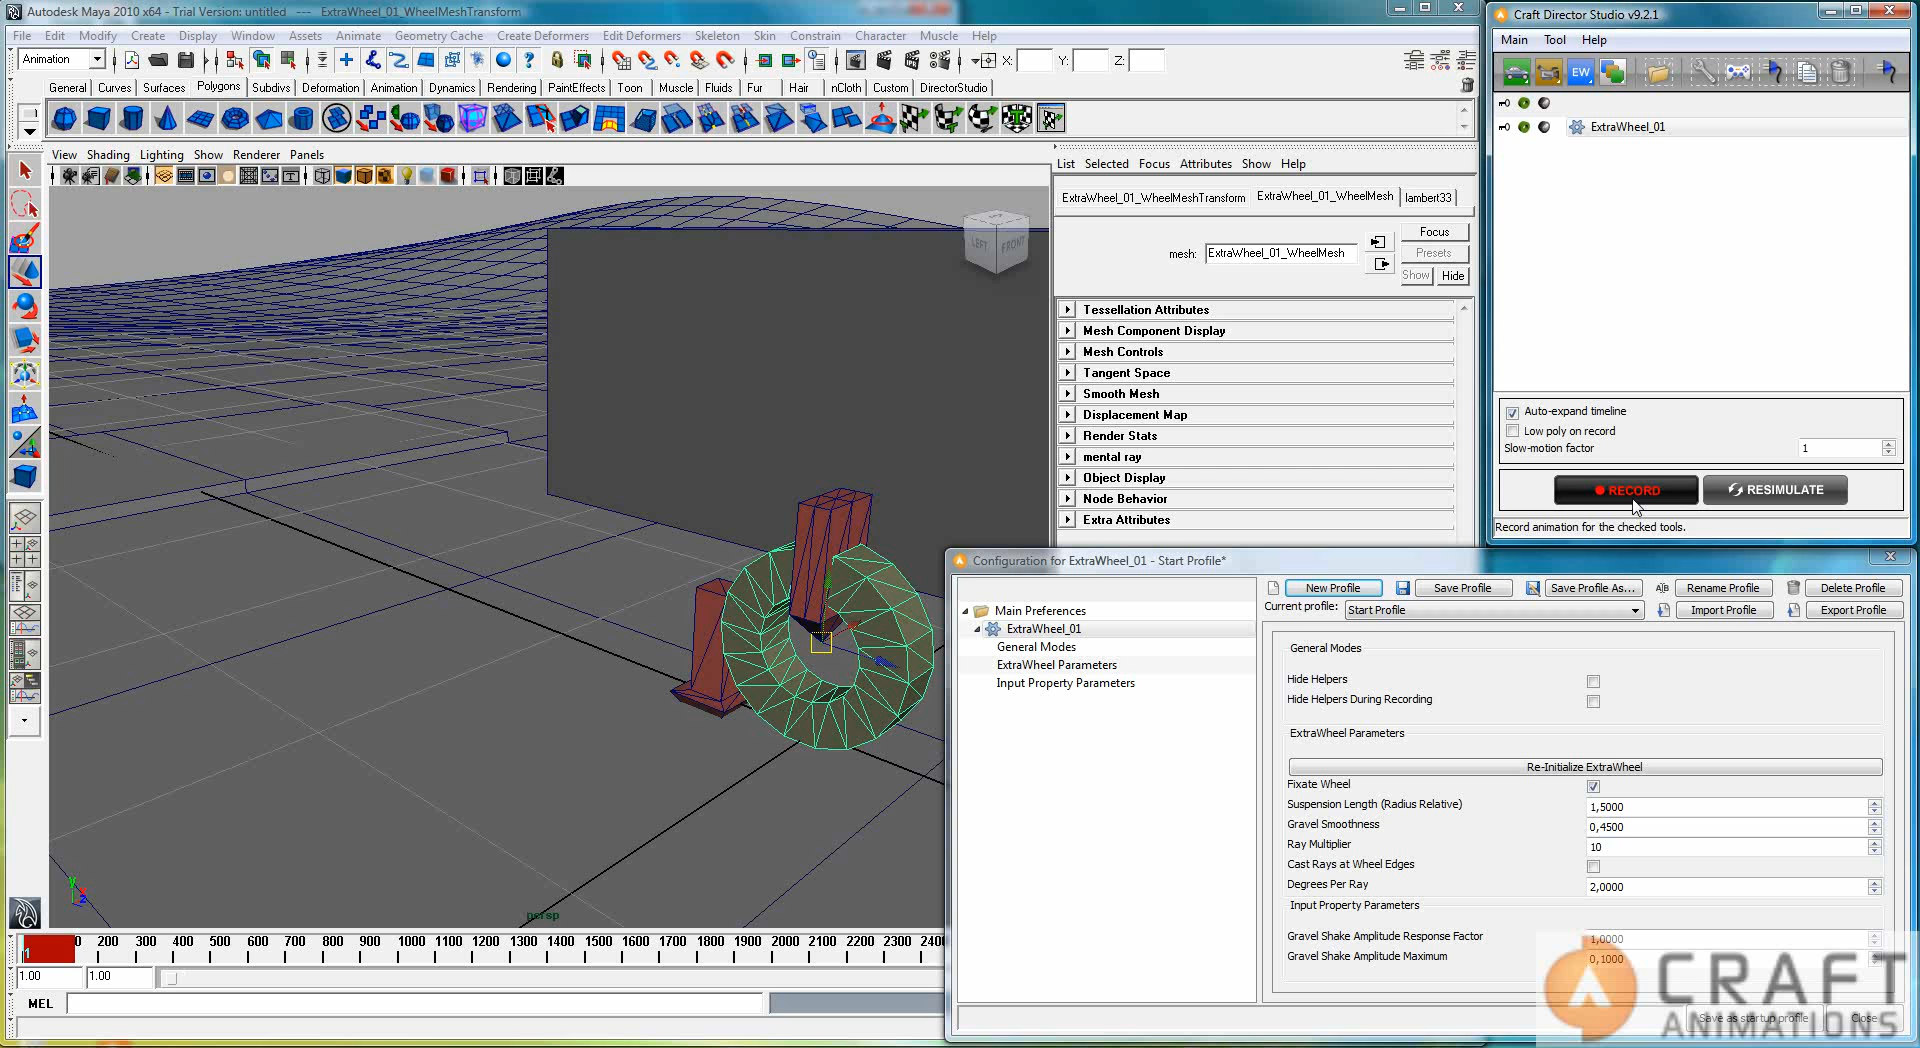 Autodesk Maya 2010 x64 - Trial Version: untitled --- ExtraWheel_01_WheelMeshTransform
File Edit Modify Create Display Window Assets Animate Geometry Cache Create Deformers Edit Deformers Skeleton Skin Constrain Character Muscle Help
Animation X: Y: Z:
General Curves Surfaces Polygons Subdivs Deformation Animation Dynamics Rendering PaintEffects Toon Muscle Fluids Fur Hair nCloth Custom DirectorStudio
View Shading Lighting Show Renderer Panels
LEFT FRONT
persp
y x z
List Selected Focus Attributes Show Help
ExtraWheel_01_WheelMeshTransform ExtraWheel_01_WheelMesh lambert33
mesh: ExtraWheel_01_WheelMesh
Focus
Presets
Show Hide
Tessellation Attributes
Mesh Component Display
Mesh Controls
Tangent Space
Smooth Mesh
Displacement Map
Render Stats
mental ray
Object Display
Node Behavior
Extra Attributes
Craft Director Studio v9.2.1
Main Tool Help
EW
ExtraWheel_01
Auto-expand timeline
Low poly on record
Slow-motion factor 1
RECORD RESIMULATE
Record animation for the checked tools.
Configuration for ExtraWheel_01 - Start Profile*
Main Preferences
ExtraWheel_01
General Modes
ExtraWheel Parameters
Input Property Parameters
New Profile Save Profile Save Profile As... Rename Profile Delete Profile
Current profile: Start Profile Import Profile Export Profile
General Modes
Hide Helpers
Hide Helpers During Recording
ExtraWheel Parameters
Re-Initialize ExtraWheel
Fixate Wheel
Suspension Length (Radius Relative) 1,5000
Gravel Smoothness 0,4500
Ray Multiplier 10
Cast Rays at Wheel Edges
Degrees Per Ray 2,0000
Input Property Parameters
Gravel Shake Amplitude Response Factor 1,0000
Gravel Shake Amplitude Maximum 0,1000
Save as startup profile Close
CRAFT
ANIMATIONS
1 0 200 300 400 500 600 700 800 900 1000 1100 1200 1300 1400 1500 1600 1700 1800 1900 2000 2100 2200 2300 240
1.00 1.00
MEL